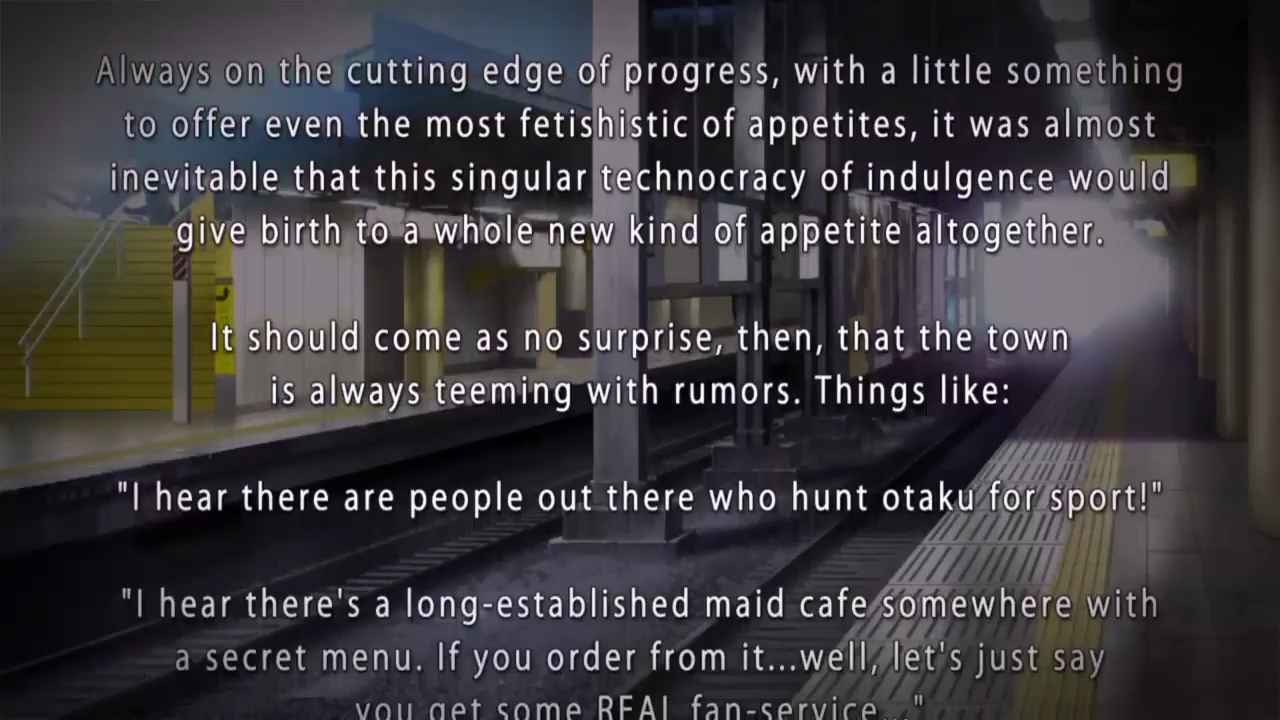 Always on the cutting edge of progress, with a little something
to offer even the most fetishistic of appetites, it was almost
inevitable that this singular technocracy of indulgence would
give birth to a whole new kind of appetite altogether.
It should come as no surprise, then, that the town
is always teeming with rumors. Things like:
"I hear there are people out there who hunt otaku for sport!"
"I hear there's a long-established maid cafe somewhere with
a secret menu. If you order from it...well, let's just say
you get some REAL fan-service..."